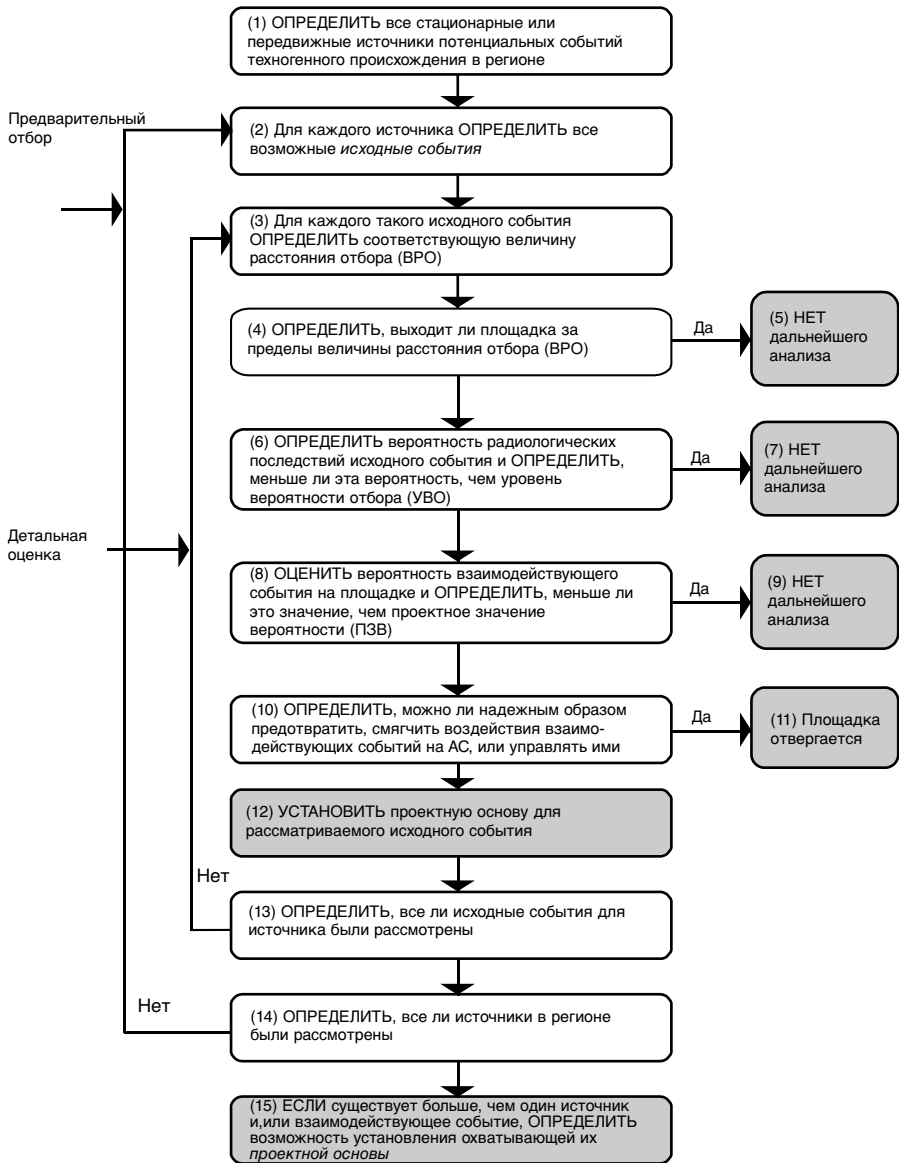 (1) ОПРЕДЕЛИТЬ все стационарные или
передвижные источники потенциальных событий
техногенного происхождения в регионе
Предварительный
отбор
(2) Для каждого источника ОПРЕДЕЛИТЬ все
возможные исходные события
(3) Для каждого такого исходного события
ОПРЕДЕЛИТЬ соответствующую величину
расстояния отбора (ВРО)
(4) ОПРЕДЕЛИТЬ, выходит ли площадка за
пределы величины расстояния отбора (ВРО)
Да
(5) НЕТ
дальнейшего
анализа
(6) ОПРЕДЕЛИТЬ вероятность радиологических
последствий исходного события и ОПРЕДЕЛИТЬ,
меньше ли эта вероятность, чем уровень
вероятности отбора (УВО)
Да
(7) НЕТ
дальнейшего
анализа
Детальная
оценка
(8) ОЦЕНИТЬ вероятность взаимодействующего
события на площадке и ОПРЕДЕЛИТЬ, меньше ли
это значение, чем проектное значение
вероятности (ПЗВ)
Да
(9) НЕТ
дальнейшего
анализа
(10) ОПРЕДЕЛИТЬ, можно ли надежным образом
предотвратить, смягчить воздействия взаимо-
действующих событий на АС, или управлять ими
Да
(11) Площадка
отвергается
(12) УСТАНОВИТЬ проектную основу для
рассматриваемого исходного события
Нет
(13) ОПРЕДЕЛИТЬ, все ли исходные события для
источника были рассмотрены
Нет
(14) ОПРЕДЕЛИТЬ, все ли источники в регионе
были рассмотрены
(15) ЕСЛИ существует больше, чем один источник
и,или взаимодействующее событие, ОПРЕДЕЛИТЬ
возможность установления охватывающей их
проектной основы